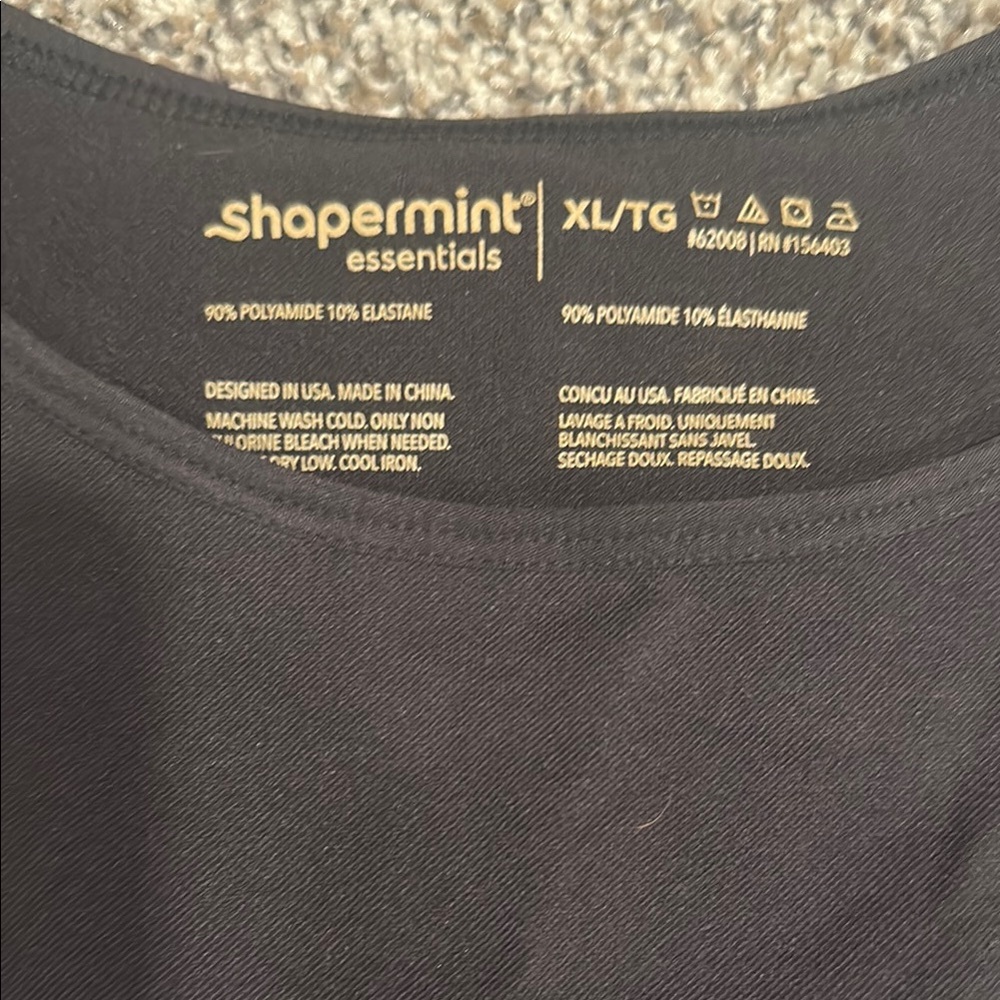 shapermint®
essentials
XL/TG
#62008 | RN #156403
90% POLYAMIDE 10% ELASTANE
DESIGNED IN USA. MADE IN CHINA.
MACHINE WASH COLD. ONLY NON
BLEACH WHEN NEEDED.
LOW. COOL IRON.
90% POLYAMIDE 10% ÉLASTHANNE
CONCU AU USA. FABRIQUÉ EN CHINE.
LAVAGE A FROID. UNIQUEMENT
BLANCHISSANT SANS JAVEL.
SECHAGE DOUX. REPASSAGE DOUX.